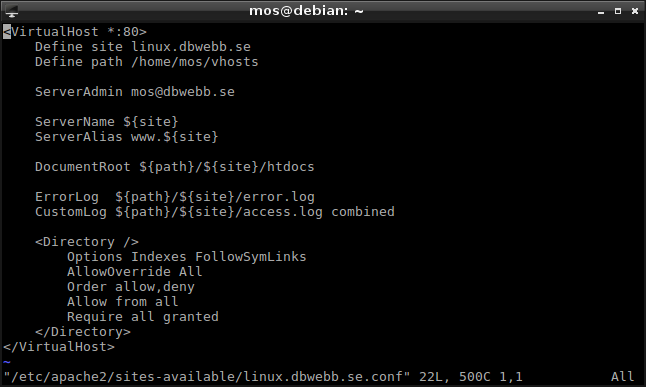 mos@debian: ~
<VirtualHost *:80>
    Define site linux.dbwebb.se
    Define path /home/mos/vhosts

    ServerAdmin mos@dbwebb.se

    ServerName ${site}
    ServerAlias www.${site}

    DocumentRoot ${path}/${site}/htdocs

    ErrorLog  ${path}/${site}/error.log
    CustomLog ${path}/${site}/access.log combined

    <Directory />
        Options Indexes FollowSymLinks
        AllowOverride All
        Order allow,deny
        Allow from all
        Require all granted
    </Directory>
</VirtualHost>
~
"/etc/apache2/sites-available/linux.dbwebb.se.conf" 22L, 500C 1,1           All